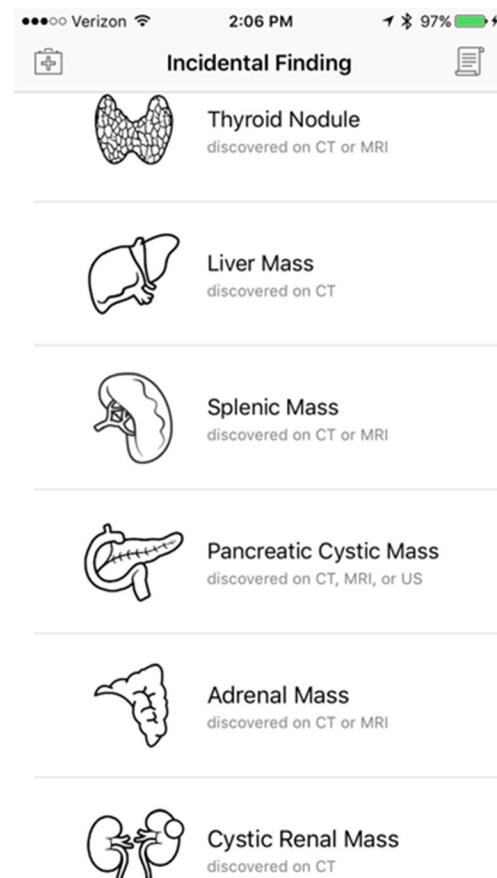 Verizon 2:06 PM 97%
Incidental Finding
Thyroid Nodule
discovered on CT or MRI
Liver Mass
discovered on CT
Splenic Mass
discovered on CT or MRI
Pancreatic Cystic Mass
discovered on CT, MRI, or US
Adrenal Mass
discovered on CT or MRI
Cystic Renal Mass
discovered on CT